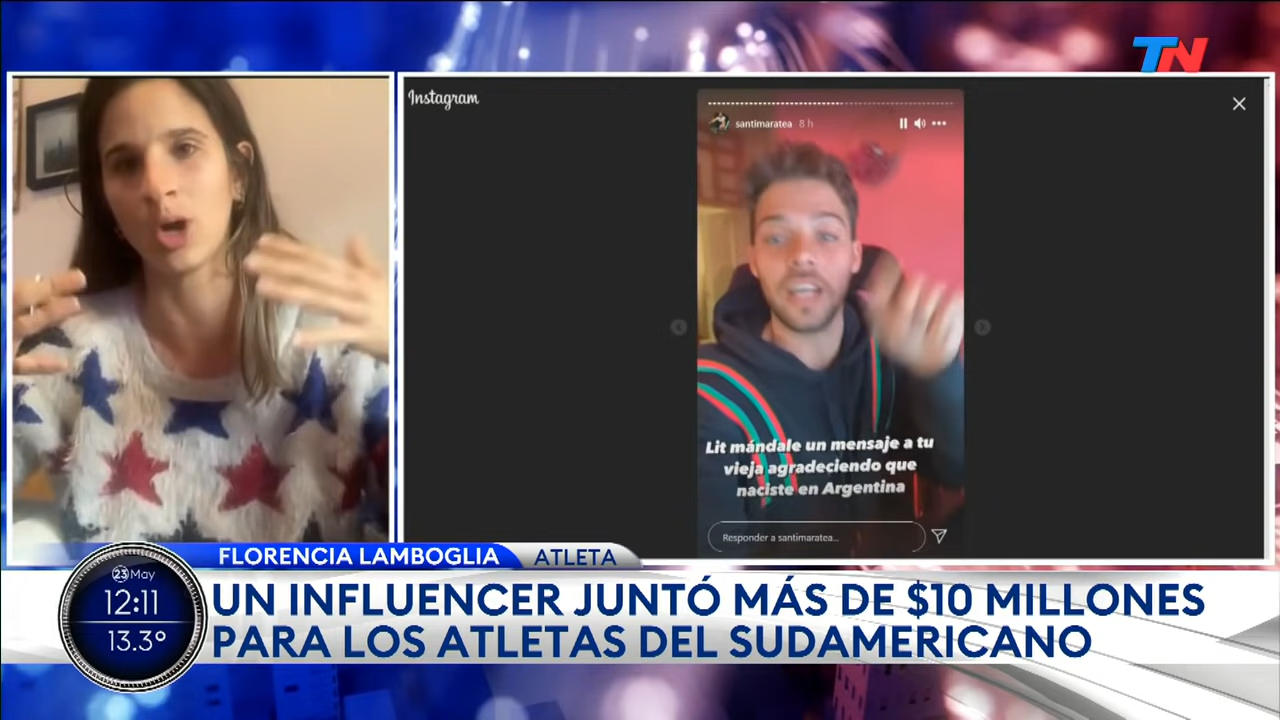 TN
Instagram
santimaratea 8 h
Lit mándale un mensaje a tu
vieja agradeciendo que
naciste en Argentina
Responder a santimaratea...
FLORENCIA LAMBOGLIA ATLETA
23 May
12:11
13.3°
UN INFLUENCER JUNTÓ MÁS DE $10 MILLONES
PARA LOS ATLETAS DEL SUDAMERICANO